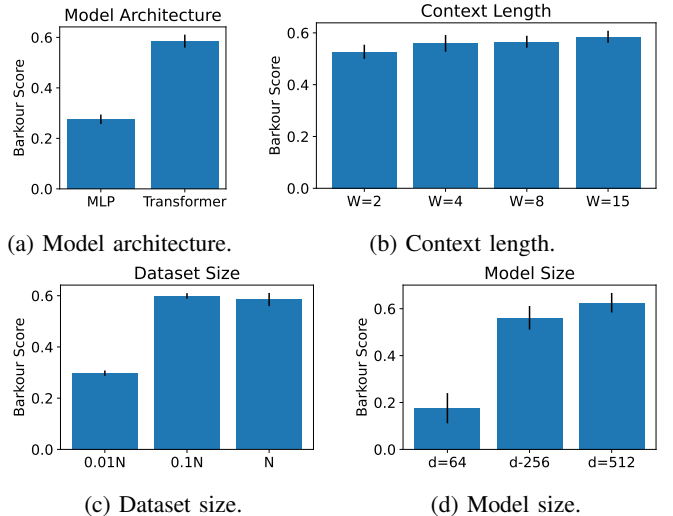 Model Architecture
Barkour Score
0.6
0.4
0.2
0.0
MLP Transformer
(a) Model architecture.
Context Length
Barkour Score
0.6
0.4
0.2
0.0
W=2 W=4 W=8 W=15
(b) Context length.
Dataset Size
Barkour Score
0.6
0.4
0.2
0.0
0.01N 0.1N N
(c) Dataset size.
Model Size
Barkour Score
0.6
0.4
0.2
0.0
d=64 d-256 d=512
(d) Model size.